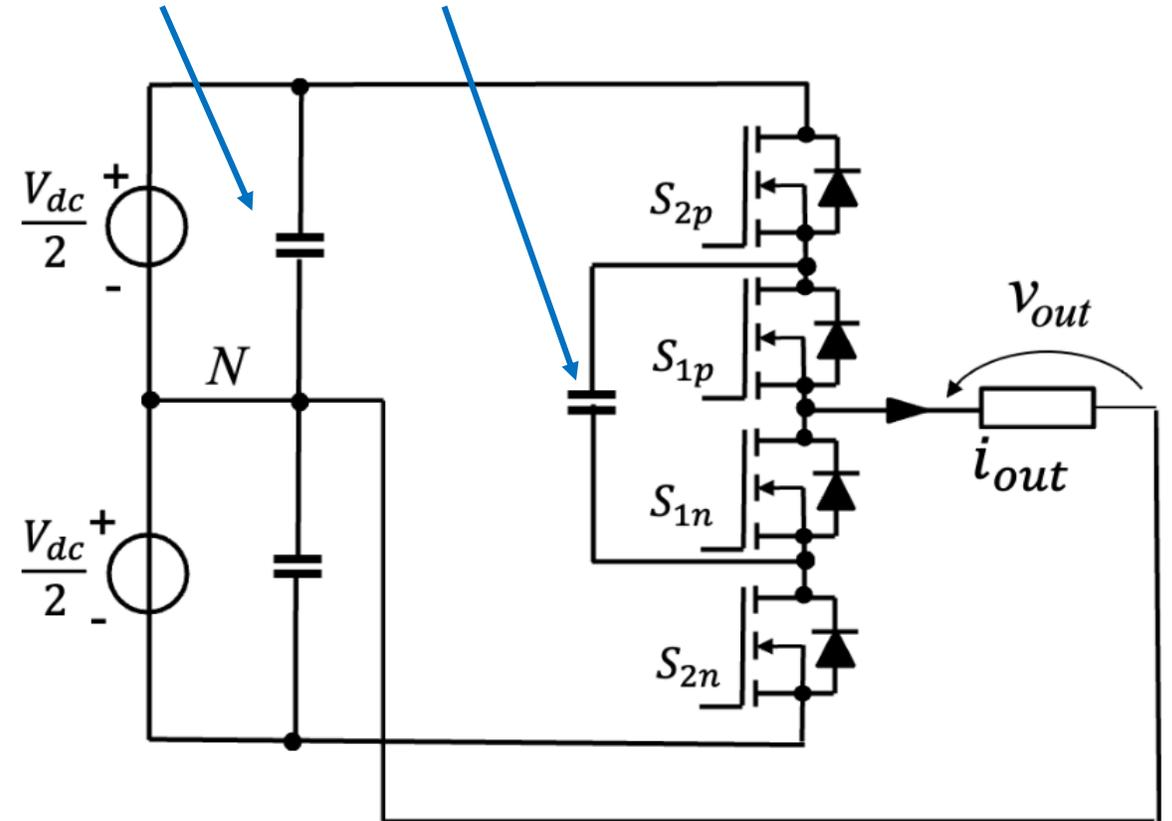 V_dc/2
+
-
N
V_dc/2
+
-
S_2p
S_1p
S_1n
S_2n
v_out
i_out